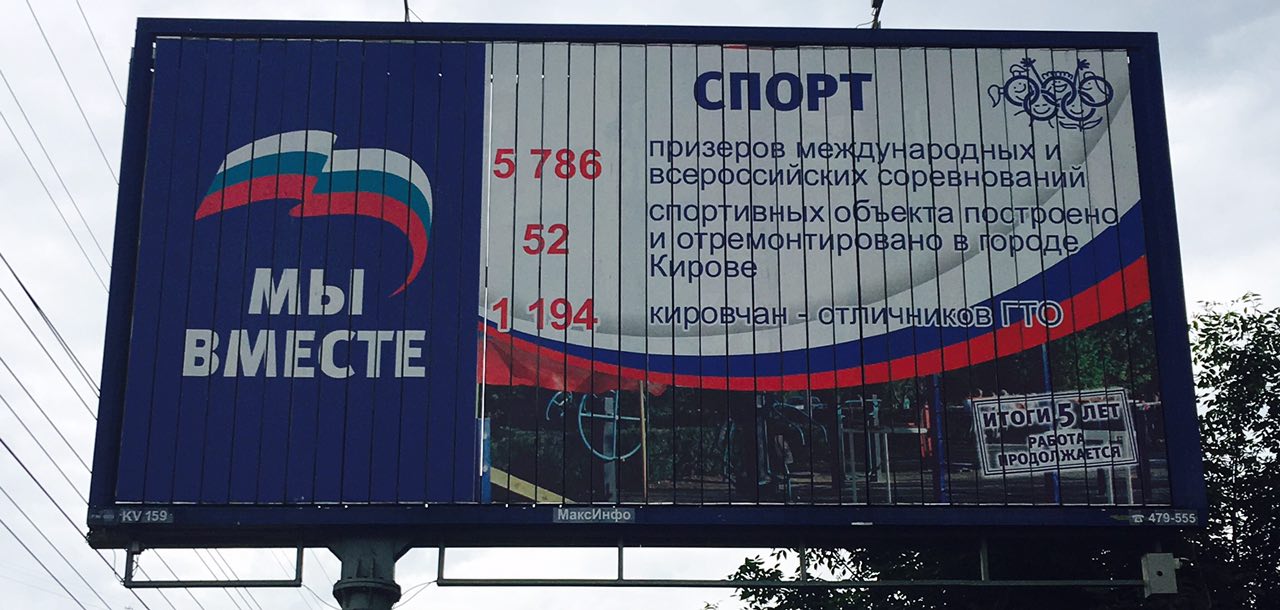 МЫ
ВМЕСТЕ
СПОРТ
5 786 призеров международных и
всероссийских соревнований
52 спортивных объекта построено
и отремонтировано в городе
Кирове
1 194 кировчан - отличников ГТО
ИТОГИ 5 ЛЕТ
РАБОТА
ПРОДОЛЖАЕТСЯ
KV 159
МаксИнфо
☎ 479-555